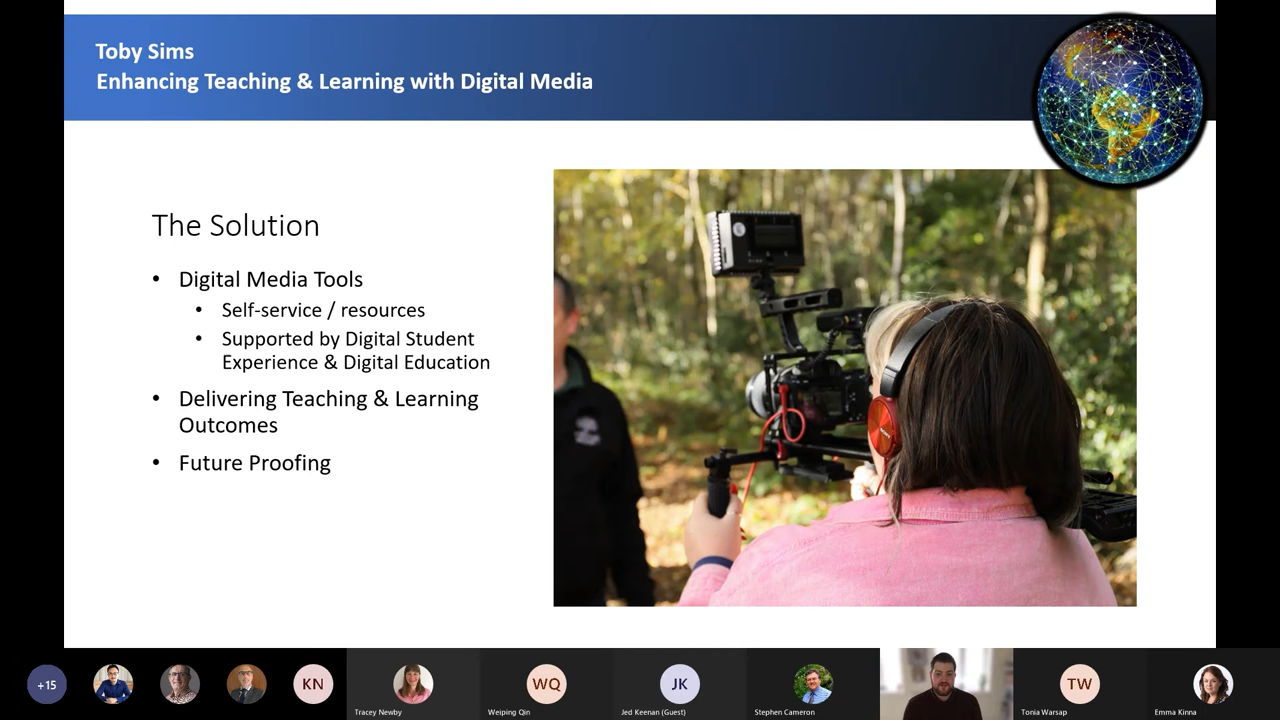 Toby Sims
Enhancing Teaching & Learning with Digital Media
The Solution
• Digital Media Tools
• Self-service / resources
• Supported by Digital Student
Experience & Digital Education
• Delivering Teaching & Learning
Outcomes
• Future Proofing
+15
KN
WQ
JK
TW
Tracey Newby
Weiping Qin
Jed Keenan (Guest)
Stephen Cameron
Tonia Warsap
Emma Kinna